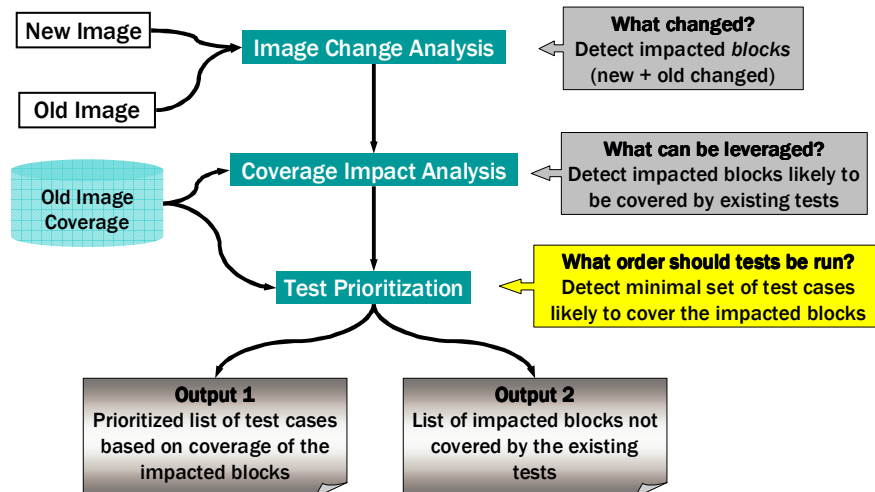 New Image
Image Change Analysis
What changed?
Detect impacted blocks
(new + old changed)
Old Image
Coverage Impact Analysis
What can be leveraged?
Detect impacted blocks likely to
be covered by existing tests
Old Image
Coverage
Test Prioritization
What order should tests be run?
Detect minimal set of test cases
likely to cover the impacted blocks
Output 1
Prioritized list of test cases
based on coverage of the
impacted blocks
Output 2
List of impacted blocks not
covered by the existing
tests